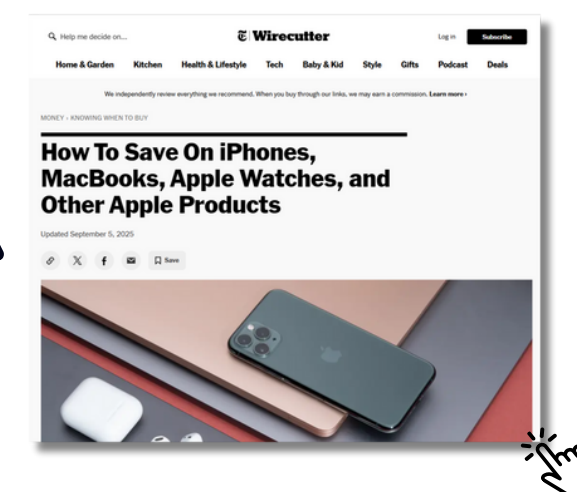 Help me decide on...
Wirecutter
Log in
Subscribe
Home & Garden Kitchen Health & Lifestyle Tech Baby & Kid Style Gifts Podcast Deals
We independently review everything we recommend. When you buy through our links, we may earn a commission. Learn more ›
MONEY › KNOWING WHEN TO BUY
How To Save On iPhones,
MacBooks, Apple Watches, and
Other Apple Products
Updated September 5, 2025
Save